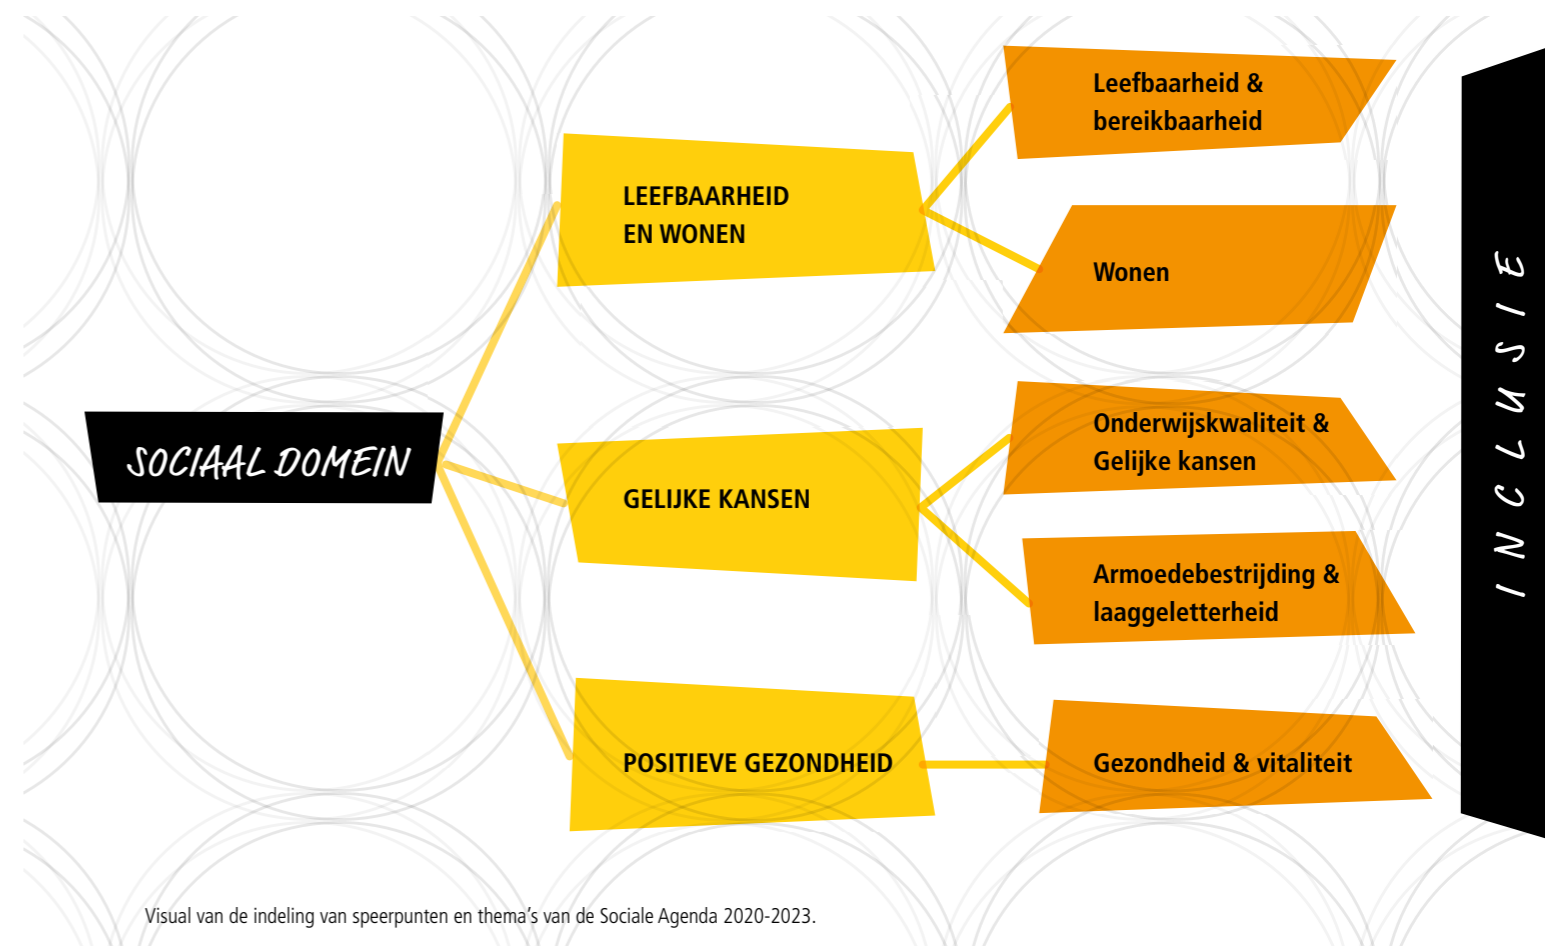 SOCIAAL DOMEIN
LEEFBAARHEID
EN WONEN
Leefbaarheid &
bereikbaarheid
Wonen
GELIJKE KANSEN
Onderwijskwaliteit &
Gelijke kansen
Armoedebestrijding &
laaggeletterheid
POSITIEVE GEZONDHEID
Gezondheid & vitaliteit
INCLUSIE
Visual van de indeling van speerpunten en thema's van de Sociale Agenda 2020-2023.